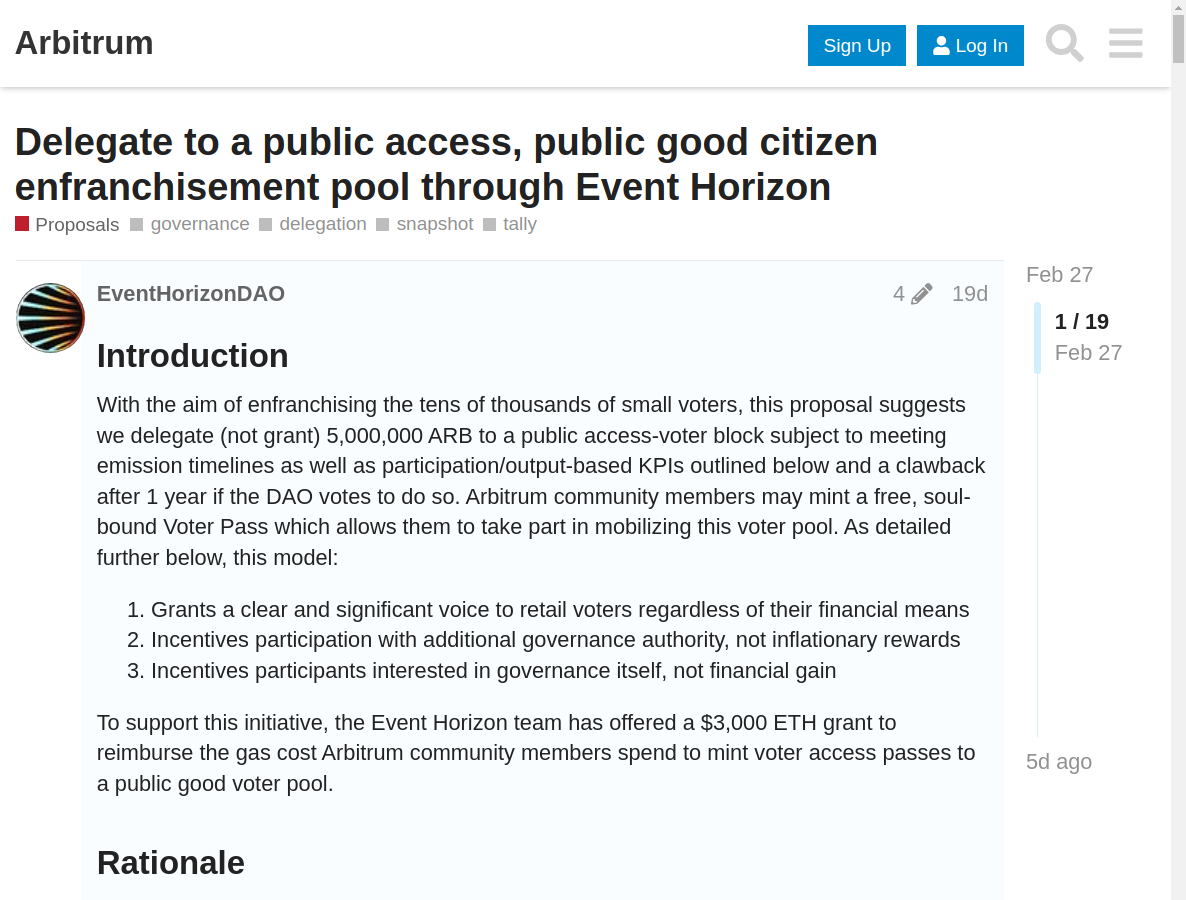 Arbitrum
Sign Up
Log In
Delegate to a public access, public good citizen
enfranchisement pool through Event Horizon
Proposals governance delegation snapshot tally
EventHorizonDAO
4
19d
Feb 27
1 / 19
Feb 27
Introduction
With the aim of enfranchising the tens of thousands of small voters, this proposal suggests
we delegate (not grant) 5,000,000 ARB to a public access-voter block subject to meeting
emission timelines as well as participation/output-based KPIs outlined below and a clawback
after 1 year if the DAO votes to do so. Arbitrum community members may mint a free, soul-
bound Voter Pass which allows them to take part in mobilizing this voter pool. As detailed
further below, this model:
1. Grants a clear and significant voice to retail voters regardless of their financial means
2. Incentives participation with additional governance authority, not inflationary rewards
3. Incentives participants interested in governance itself, not financial gain
To support this initiative, the Event Horizon team has offered a $3,000 ETH grant to
reimburse the gas cost Arbitrum community members spend to mint voter access passes to
a public good voter pool.
5d ago
Rationale